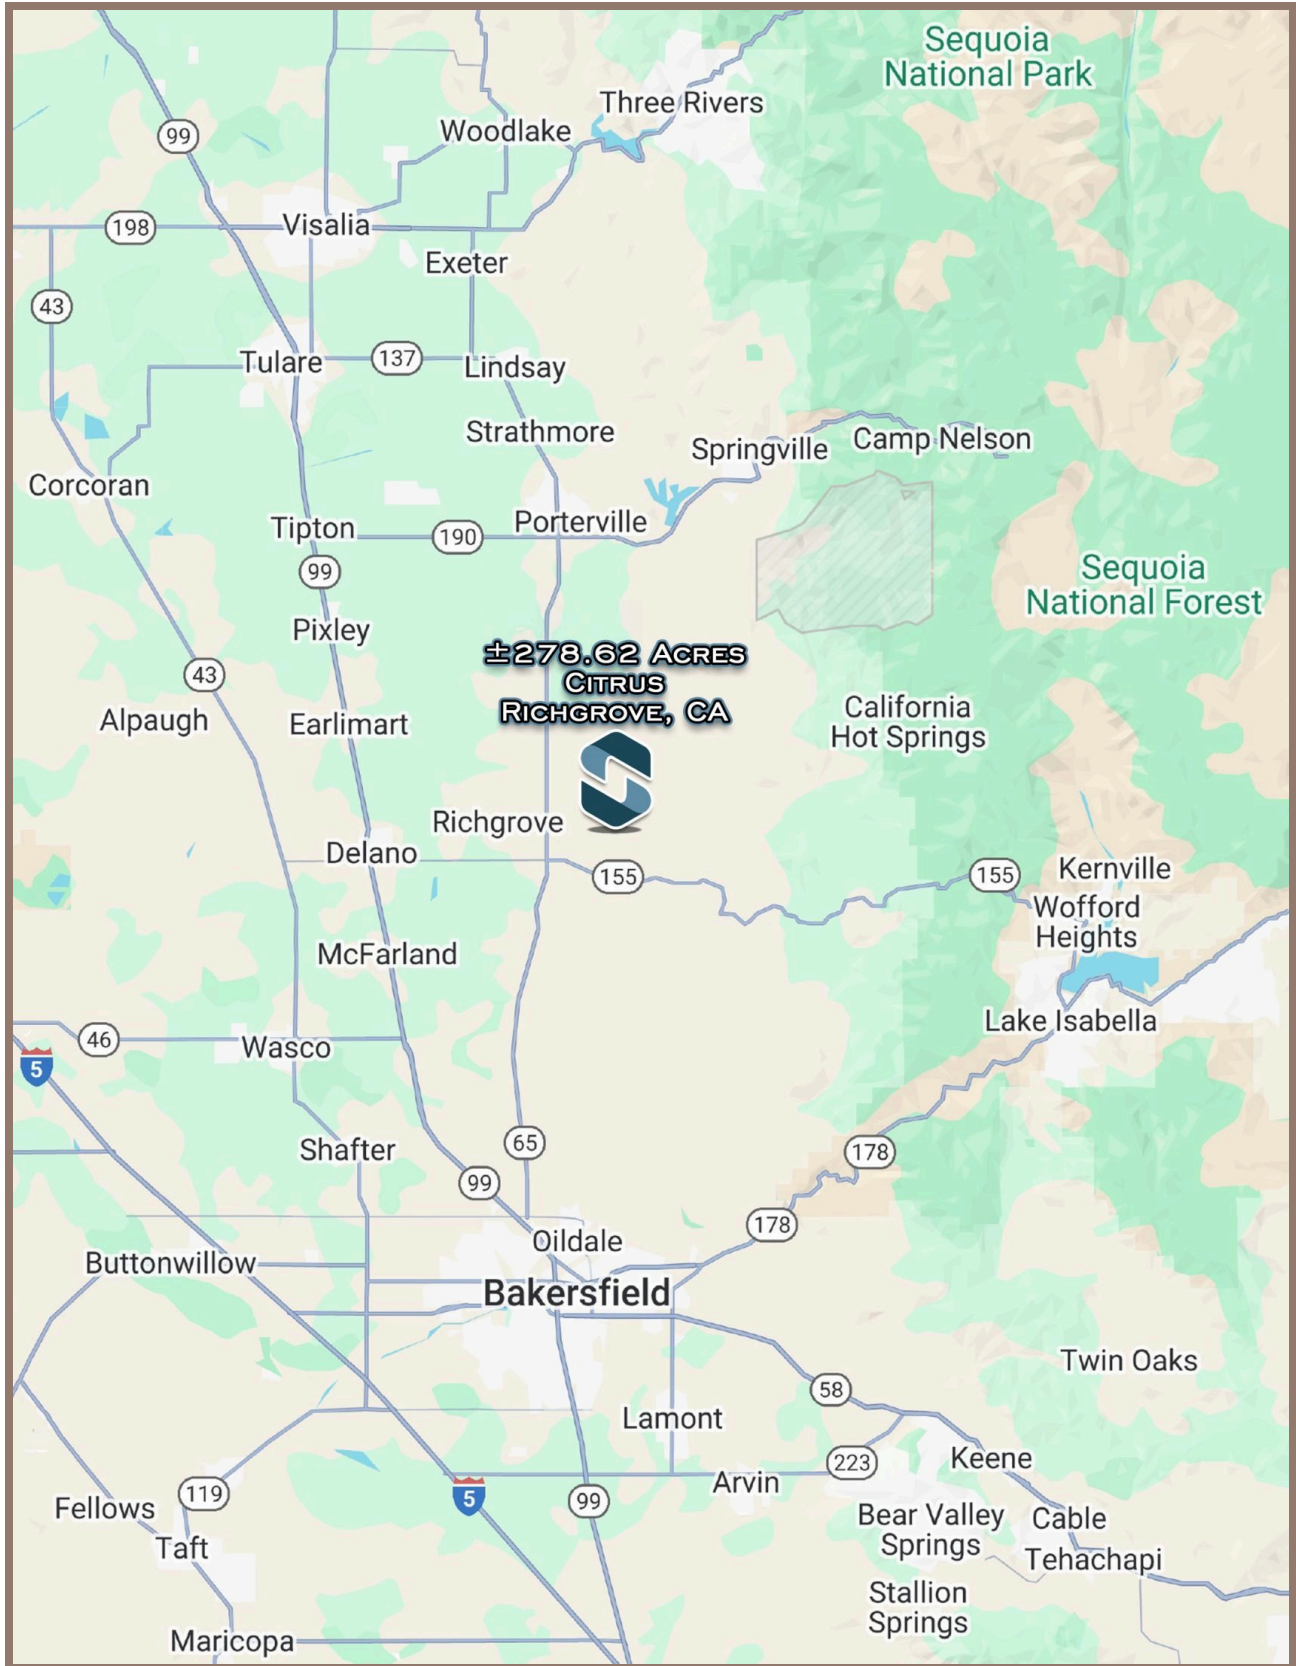 Sequoia
National Park
Three Rivers
Woodlake
99
198
Visalia
Exeter
43
Tulare
137
Lindsay
Strathmore
Springville
Camp Nelson
Corcoran
Tipton
190
Porterville
99
Sequoia
National Forest
Pixley
±278.62 Acres
Citrus
Richgrove, CA
43
Alpaugh
Earlimart
California
Hot Springs
Richgrove
Delano
155
155
Kernville
Wofford
Heights
McFarland
Lake Isabella
46
Wasco
5
Shafter
65
178
99
178
Oildale
Buttonwillow
Bakersfield
Twin Oaks
58
Lamont
223
Keene
Arvin
119
5
99
Fellows
Bear Valley
Springs
Cable
Taft
Tehachapi
Stallion
Springs
Maricopa